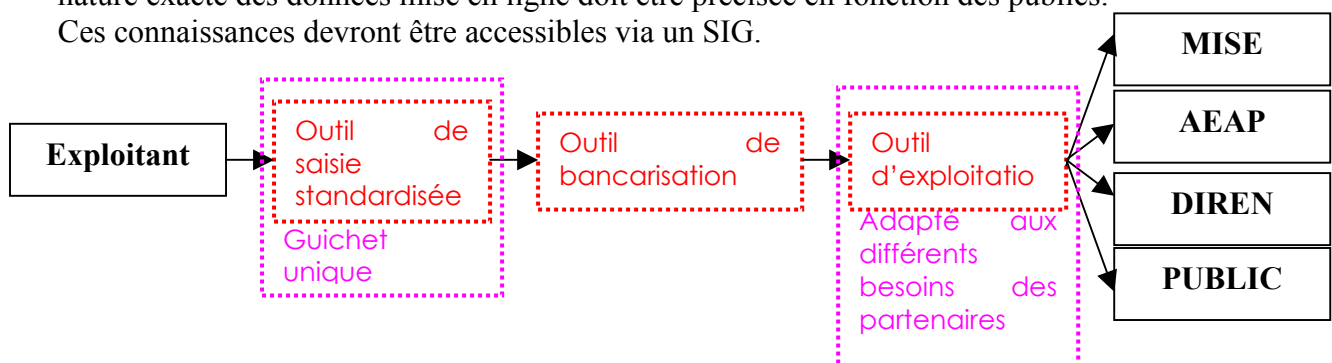 nature exacte des données mise en ligne doit être précisée en fonction des publics.
Ces connaissances devront être accessibles via un SIG.
Exploitant
Outil de
saisie
standardisée
Guichet
unique
Outil de
bancarisation
Outil
d'exploitatio
Adapté aux
différents
besoins des
partenaires
MISE
AEAP
DIREN
PUBLIC